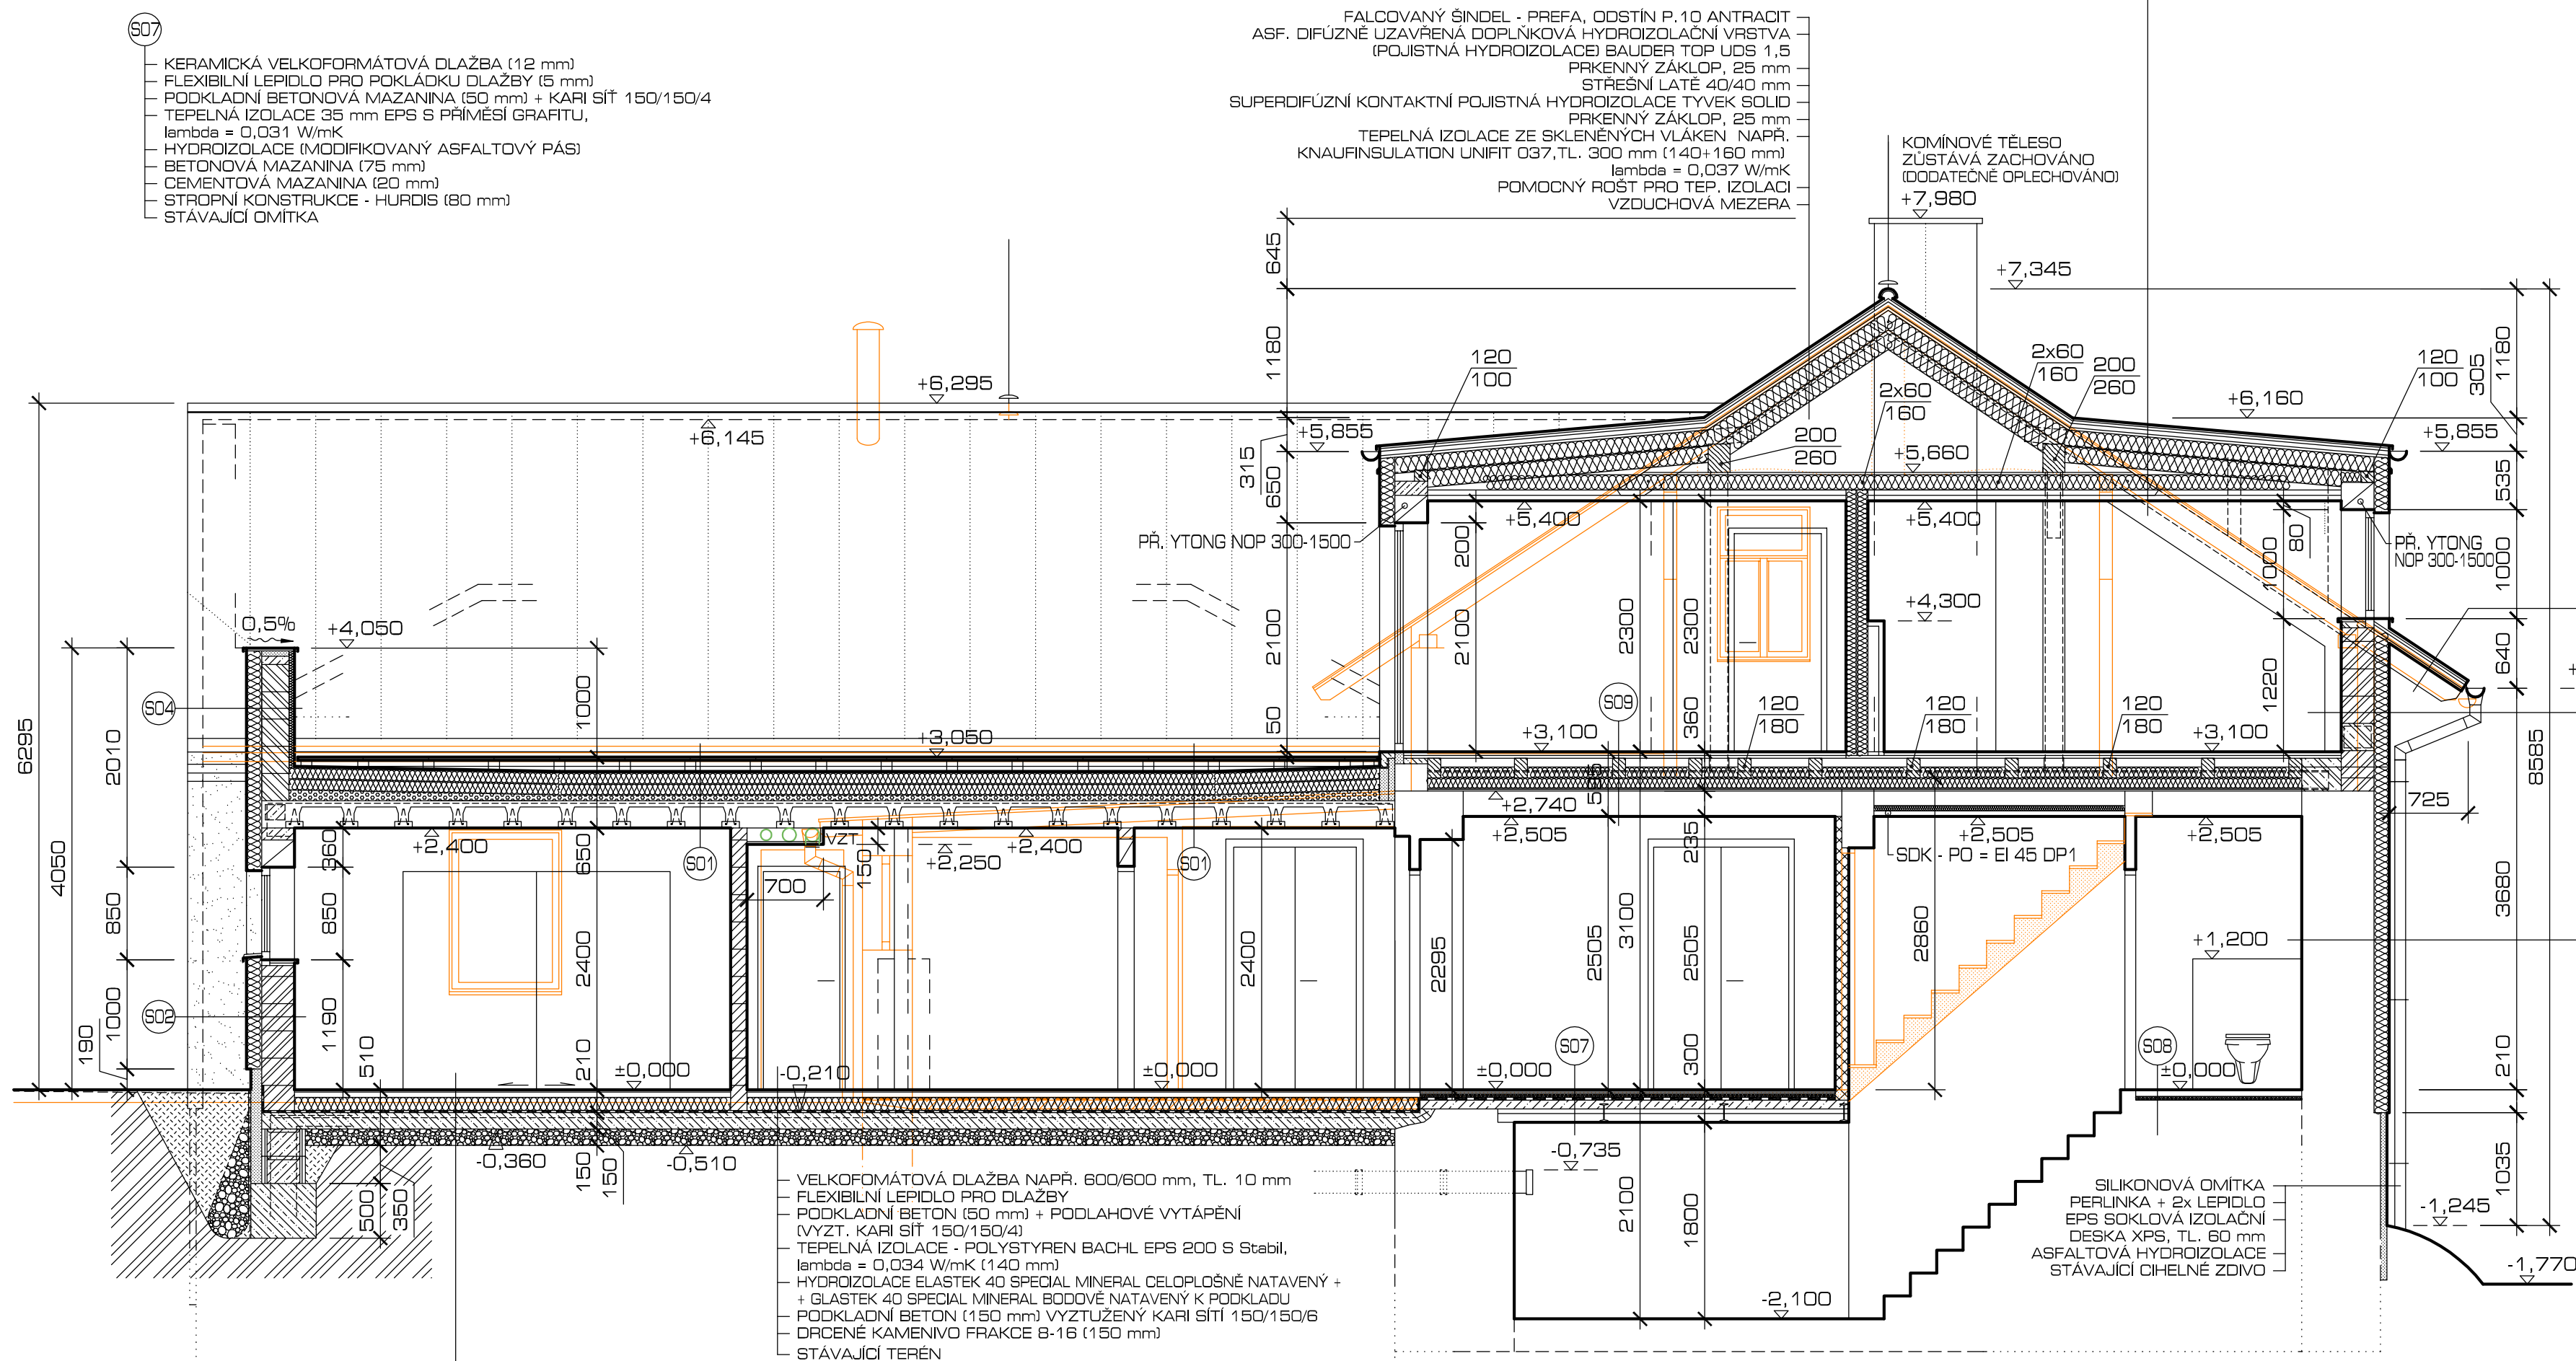 S07
KERAMICKÁ VELKOFORMÁTOVÁ DLAŽBA (12 mm)
FLEXIBILNÍ LEPIDLO PRO POKLÁDKU DLAŽBY (5 mm)
PODKLADNÍ BETONOVÁ MAZANINA (50 mm) + KARI SÍŤ 150/150/4
TEPELNÁ IZOLACE 35 mm EPS S PŘÍMĚSÍ GRAFITU,
lambda = 0,031 W/mK
HYDROIZOLACE (MODIFIKOVANÝ ASFALTOVÝ PÁS)
BETONOVÁ MAZANINA (75 mm)
CEMENTOVÁ MAZANINA (20 mm)
STROPNÍ KONSTRUKCE - HURDIS (80 mm)
STÁVAJÍCÍ OMÍTKA
FALCOVANÝ ŠINDEL - PREFA, ODSTÍN P.10 ANTRACIT
ASF. DIFÚZNĚ UZAVŘENÁ DOPLŇKOVÁ HYDROIZOLAČNÍ VRSTVA
(POJISTNÁ HYDROIZOLACE) BAUDER TOP UDS 1,5
PRKENNÝ ZÁKLOP, 25 mm
STŘEŠNÍ LATĚ 40/40 mm
SUPERDIFÚZNÍ KONTAKTNÍ POJISTNÁ HYDROIZOLACE TYVEK SOLID
PRKENNÝ ZÁKLOP, 25 mm
TEPELNÁ IZOLACE ZE SKLENĚNÝCH VLÁKEN NAPŘ.
KNAUFINSULATION UNIFIT 037,TL. 300 mm (140+160 mm)
lambda = 0,037 W/mK
POMOCNÝ ROŠT PRO TEP. IZOLACI
VZDUCHOVÁ MEZERA
KOMÍNOVÉ TĚLESO
ZŮSTÁVÁ ZACHOVÁNO
(DODATEČNĚ OPLECHOVÁNO)
+7,980
+7,345
645
1180
315
650
2100
50
120
100
2x60
160
200
260
2x60
160
200
260
120
100
305
1180
+6,160
+5,855
+5,855
+6,295
+6,145
+5,660
+5,400
+5,400
535
80
1000
1000
640
8585
PŘ. YTONG NOP 300-1500
PŘ. YTONG
NOP 300-1500
200
2100
2300
2300
360
+4,300
1220
S09
120
180
120
180
120
180
+3,100
+3,100
725
0,5%
+4,050
S04
1000
+3,050
6295
4050
2010
850
1000
190
S02
360
850
1190
510
+2,400
650
2400
210
S01
VZT
150
700
+2,250
+2,400
S01
2400
+2,740
+2,505
+2,505
+2,505
SDK - PO = EI 45 DP1
235
2295
2505
3100
2505
300
2860
+1,200
3680
210
1035
S07
S08
±0,000
±0,000
±0,000
±0,000
-0,210
-0,360
-0,510
150
150
500
350
-0,735
2100
1800
-2,100
-1,245
-1,770
VELKOFOMÁTOVÁ DLAŽBA NAPŘ. 600/600 mm, TL. 10 mm
FLEXIBILNÍ LEPIDLO PRO DLAŽBY
PODKLADNÍ BETON (50 mm) + PODLAHOVÉ VYTÁPĚNÍ
(VYZT. KARI SÍŤ 150/150/4)
TEPELNÁ IZOLACE - POLYSTYREN BACHL EPS 200 S Stabil,
lambda = 0,034 W/mK (140 mm)
HYDROIZOLACE ELASTEK 40 SPECIAL MINERAL CELOPLOŠNĚ NATAVENÝ +
+ GLASTEK 40 SPECIAL MINERAL BODOVĚ NATAVENÝ K PODKLADU
PODKLADNÍ BETON (150 mm) VYZTUŽENÝ KARI SÍTÍ 150/150/6
DRCENÉ KAMENIVO FRAKCE 8-16 (150 mm)
STÁVAJÍCÍ TERÉN
SILIKONOVÁ OMÍTKA
PERLINKA + 2x LEPIDLO
EPS SOKLOVÁ IZOLAČNÍ
DESKA XPS, TL. 60 mm
ASFALTOVÁ HYDROIZOLACE
STÁVAJÍCÍ CIHELNÉ ZDIVO